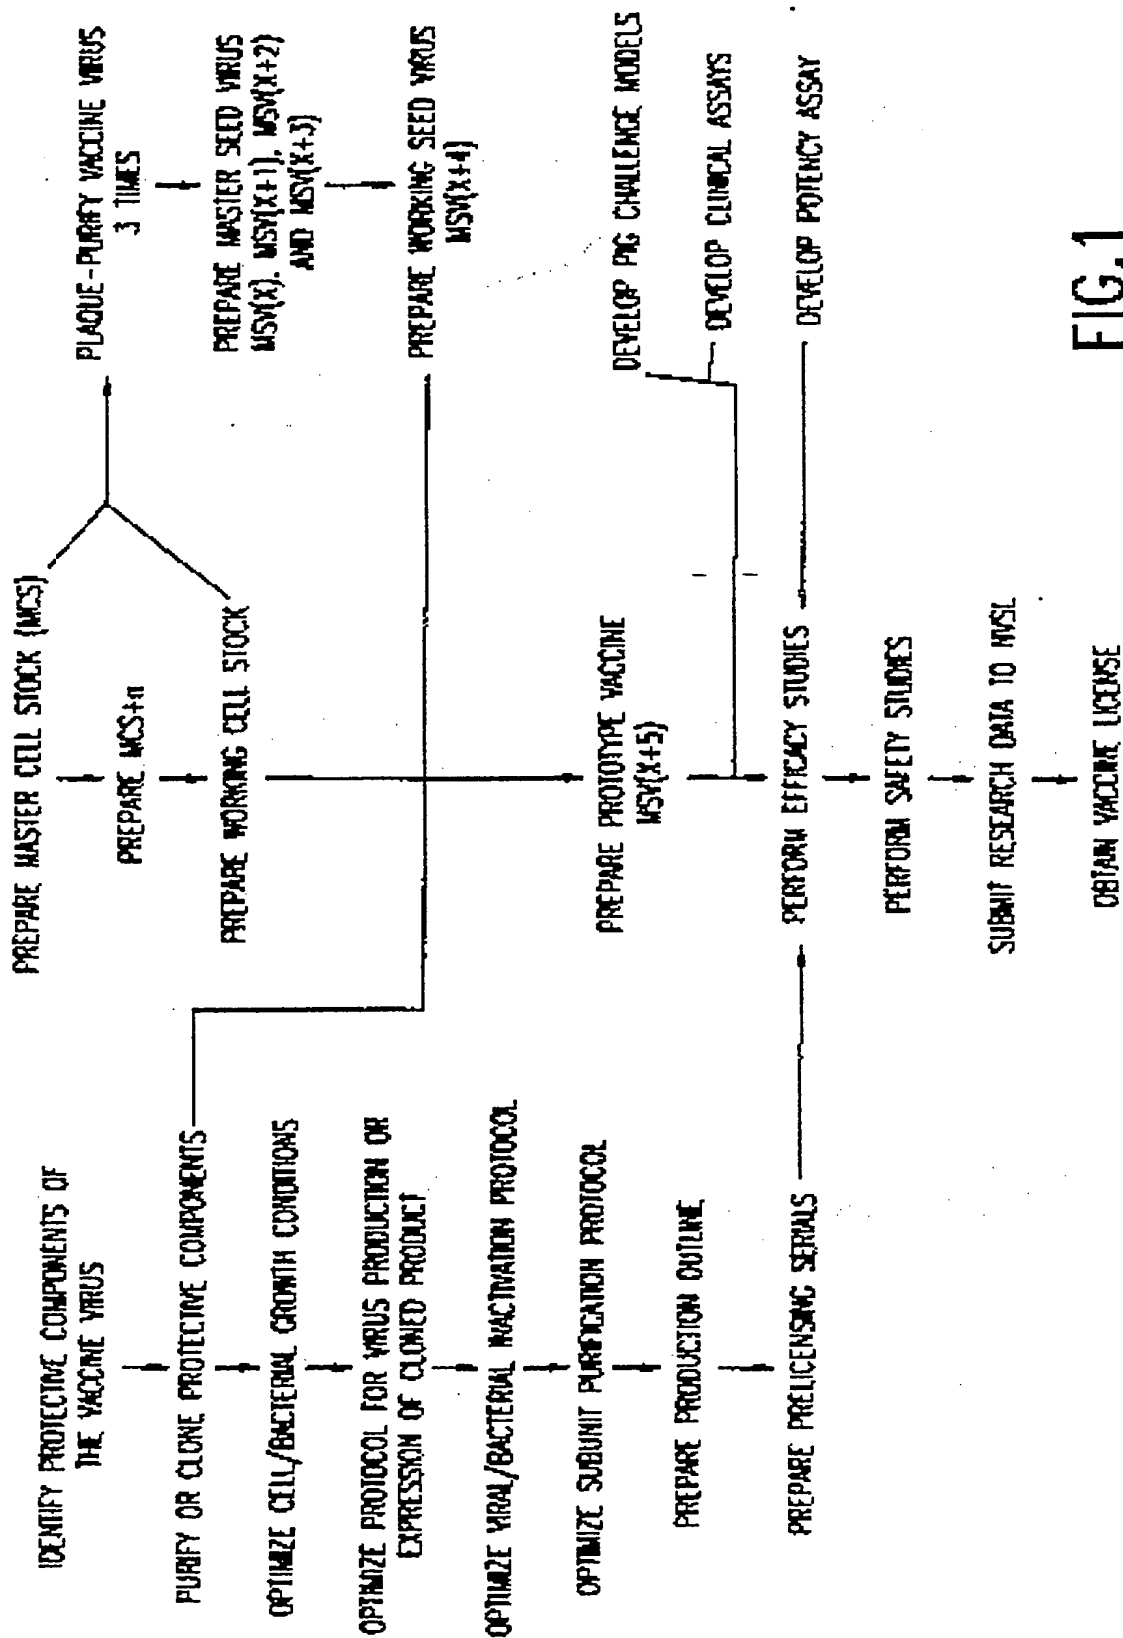 IDENTIFY PROTECTIVE COMPONENTS OF
THE VACCINE VIRUS
PURIFY OR CLONE PROTECTIVE COMPONENTS
OPTIMIZE CELL/BACTERIAL GROWTH CONDITIONS
OPTIMIZE PROTOCOL FOR VIRUS PRODUCTION OR
EXPRESSION OF CLONED PRODUCT
OPTIMIZE VIRAL/BACTERIAL INACTIVATION PROTOCOL
OPTIMIZE SUBUNIT PURIFICATION PROTOCOL
PREPARE PRODUCTION OUTLINE
PREPARE PRELICENSING SERIALS
PREPARE MASTER CELL STOCK (MCS)
PREPARE MCS+n
PREPARE WORKING CELL STOCK
PREPARE PROTOTYPE VACCINE
MSV(X+5)
PERFORM EFFICACY STUDIES
PERFORM SAFETY STUDIES
SUBMIT RESEARCH DATA TO NVSL
OBTAIN VACCINE LICENSE
PLAQUE-PURIFY VACCINE VIRUS
3 TIMES
PREPARE MASTER SEED VIRUS
MSV(X), MSV(X+1), MSV(X+2)
AND MSV(X+3)
PREPARE WORKING SEED VIRUS
MSV(X+4)
DEVELOP PIG CHALLENGE MODELS
DEVELOP CLINICAL ASSAYS
DEVELOP POTENCY ASSAY
FIG.1